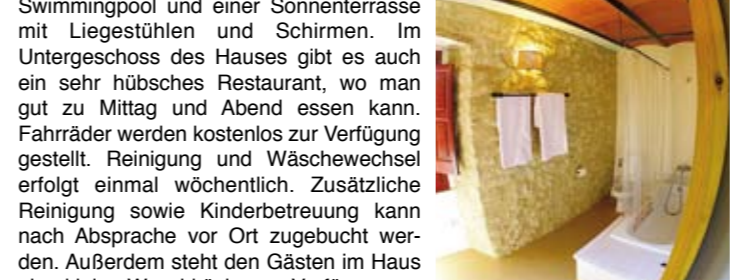 Swimmingpool und einer Sonnenterrasse
mit Liegestühlen und Schirmen. Im
Untergeschoss des Hauses gibt es auch
ein sehr hübsches Restaurant, wo man
gut zu Mittag und Abend essen kann.
Fahrräder werden kostenlos zur Verfügung
gestellt. Reinigung und Wäschewechsel
erfolgt einmal wöchentlich. Zusätzliche
Reinigung sowie Kinderbetreuung kann
nach Absprache vor Ort zugebucht wer-
den. Außerdem steht den Gästen im Haus